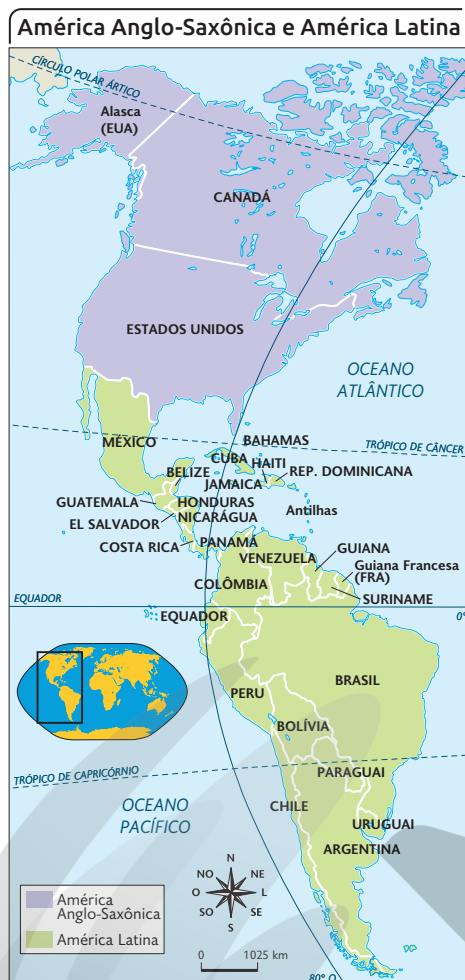 América Anglo-Saxônica e América Latina
CÍRCULO POLAR ÁRTICO
Alasca
(EUA)
CANADÁ
ESTADOS UNIDOS
OCEANO
ATLÂNTICO
MÉXICO
BAHAMAS
TRÓPICO DE CÂNCER
CUBA
HAITI
REP. DOMINICANA
BELIZE
JAMAICA
GUATEMALA
HONDURAS
Antilhas
EL SALVADOR
NICARÁGUA
COSTA RICA
PANAMÁ
VENEZUELA
GUIANA
Guiana Francesa
(FRA)
COLÔMBIA
SURINAME
EQUADOR
0°
EQUADOR
PERU
BRASIL
BOLÍVIA
TRÓPICO DE CAPRICÓRNIO
PARAGUAI
OCEANO
PACÍFICO
CHILE
URUGUAI
ARGENTINA
N
NO
NE
O
L
SO
SE
S
América
Anglo-Saxônica
América Latina
0
1025 km
80° O